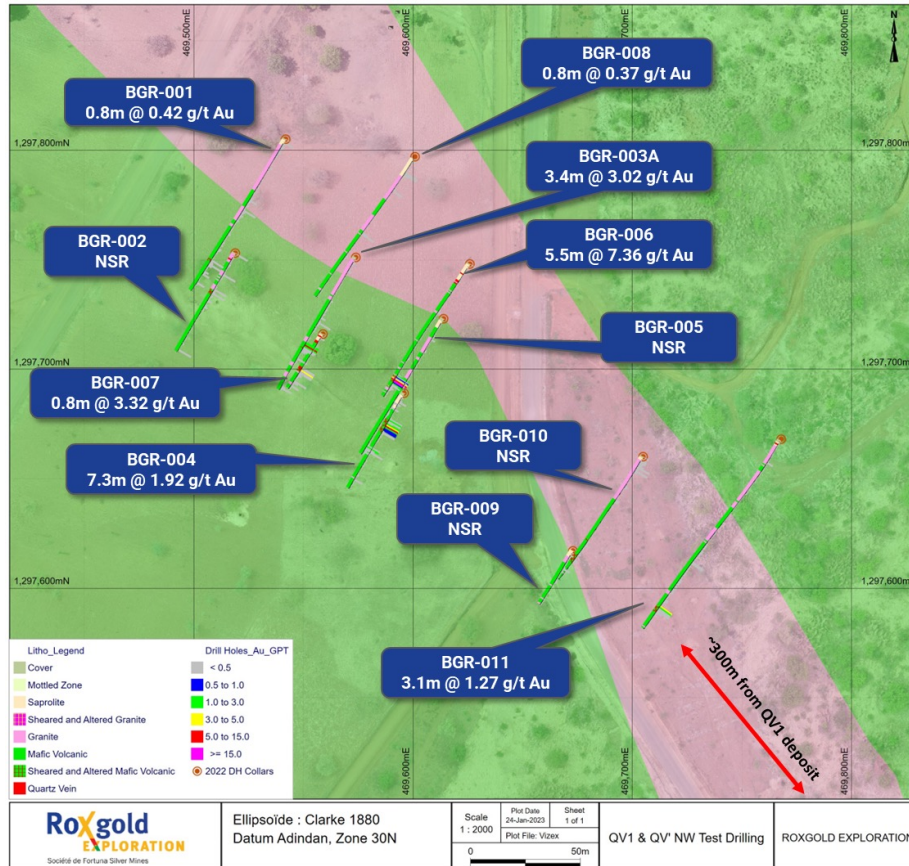 469,500mE
469,600mE
469,700mE
469,800mE
N
BGR-001
0.8m @ 0.42 g/t Au
BGR-008
0.8m @ 0.37 g/t Au
1,297,800mN
1,297,800mN
BGR-003A
3.4m @ 3.02 g/t Au
BGR-002
NSR
BGR-006
5.5m @ 7.36 g/t Au
BGR-005
NSR
1,297,700mN
1,297,700mN
BGR-007
0.8m @ 3.32 g/t Au
BGR-004
7.3m @ 1.92 g/t Au
BGR-010
NSR
BGR-009
NSR
1,297,600mN
1,297,600mN
BGR-011
3.1m @ 1.27 g/t Au
~300m from QV1 deposit
469,600mE
469,700mE
469,800mE
Litho_Legend
Cover
Mottled Zone
Saprolite
Sheared and Altered Granite
Granite
Mafic Volcanic
Sheared and Altered Mafic Volcanic
Quartz Vein
Drill Holes_Au_GPT
< 0.5
0.5 to 1.0
1.0 to 3.0
3.0 to 5.0
5.0 to 15.0
>= 15.0
2022 DH Collars
Roxgold
EXPLORATION
Société de Fortuna Silver Mines
Ellipsoïde : Clarke 1880
Datum Adindan, Zone 30N
Scale
1 : 2000
Plot Date
24-Jan-2023
Sheet
1 of 1
Plot File: Vizex
0 50m
QV1 & QV' NW Test Drilling
ROXGOLD EXPLORATION